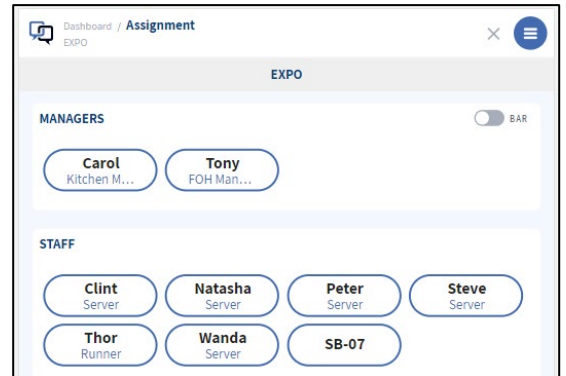 Dashboard / Assignment
EXPO
EXPO
MANAGERS
BAR
Carol Tony
Kitchen M... FOH Man...
STAFF
Clint Natasha Peter Steve
Server Server Server Server
Thor Wanda SB-07
Runner Server